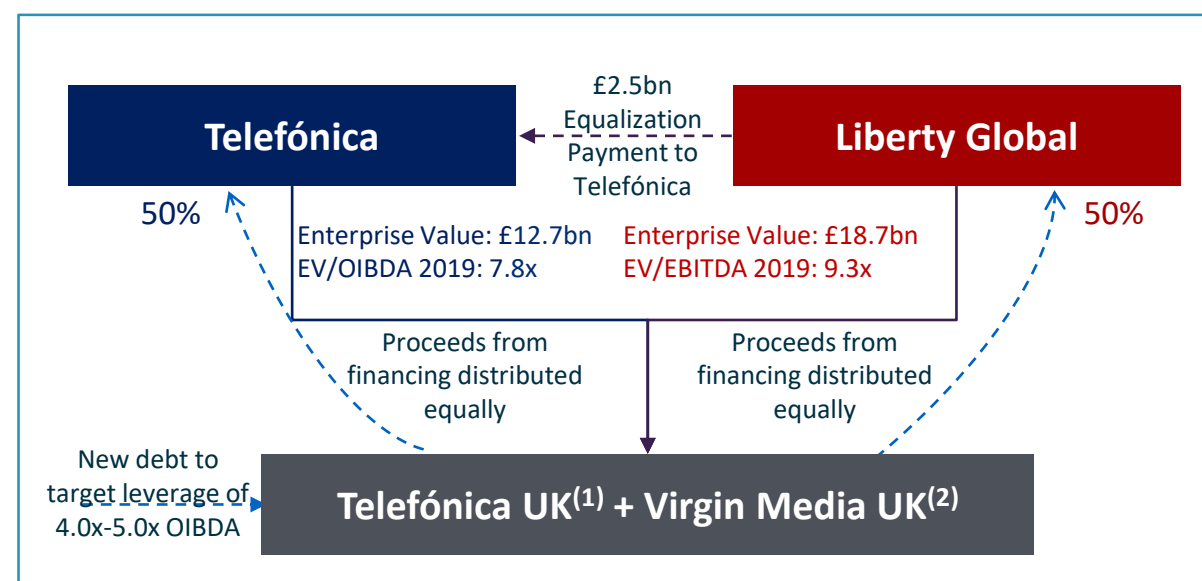 £2.5bn
Equalization
Payment to
Telefónica
Telefónica
Liberty Global
50%
50%
Enterprise Value: £12.7bn
EV/OIBDA 2019: 7.8x
Enterprise Value: £18.7bn
EV/EBITDA 2019: 9.3x
Proceeds from
financing distributed
equally
Proceeds from
financing distributed
equally
New debt to
target leverage of
4.0x-5.0x OIBDA
Telefónica UK(1) + Virgin Media UK(2)